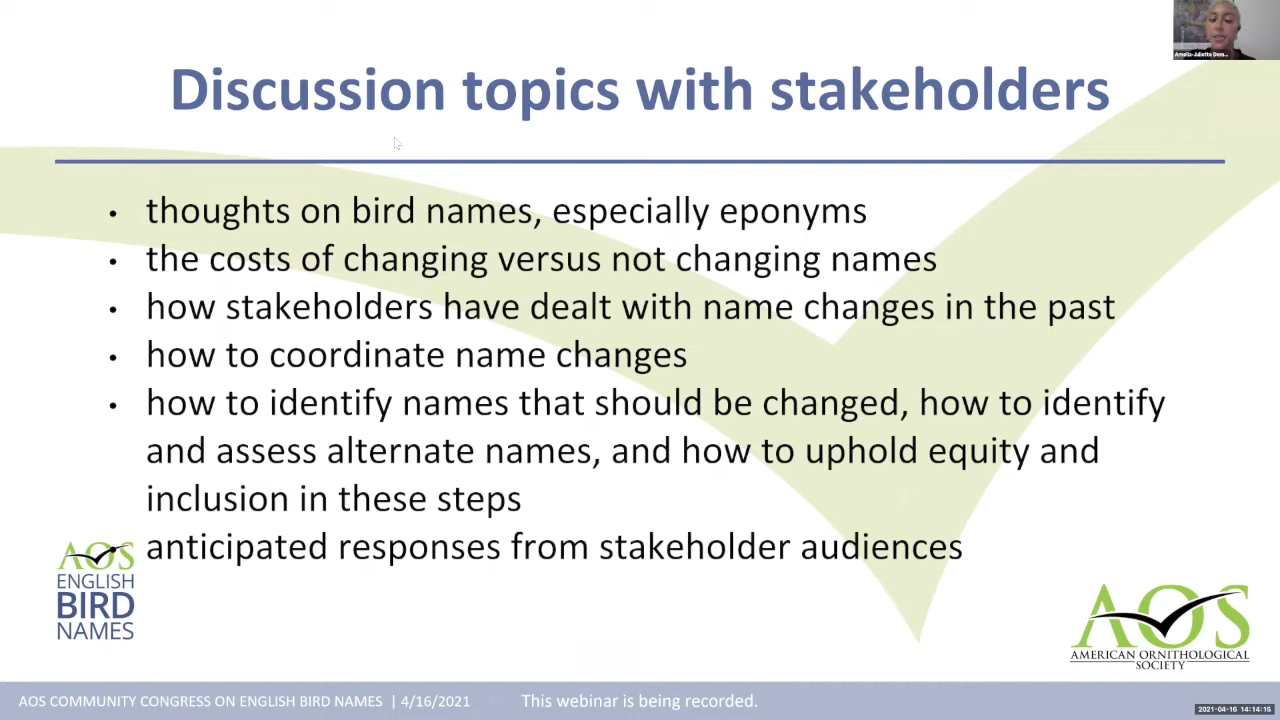 Amelia-Juliette Dem...
Discussion topics with stakeholders
• thoughts on bird names, especially eponyms
• the costs of changing versus not changing names
• how stakeholders have dealt with name changes in the past
• how to coordinate name changes
• how to identify names that should be changed, how to identify
and assess alternate names, and how to uphold equity and
inclusion in these steps
anticipated responses from stakeholder audiences
AOS
ENGLISH
BIRD
NAMES
AOS
AMERICAN ORNITHOLOGICAL
SOCIETY
AOS COMMUNITY CONGRESS ON ENGLISH BIRD NAMES | 4/16/2021 This webinar is being recorded.
2021-04-16 14:14:15